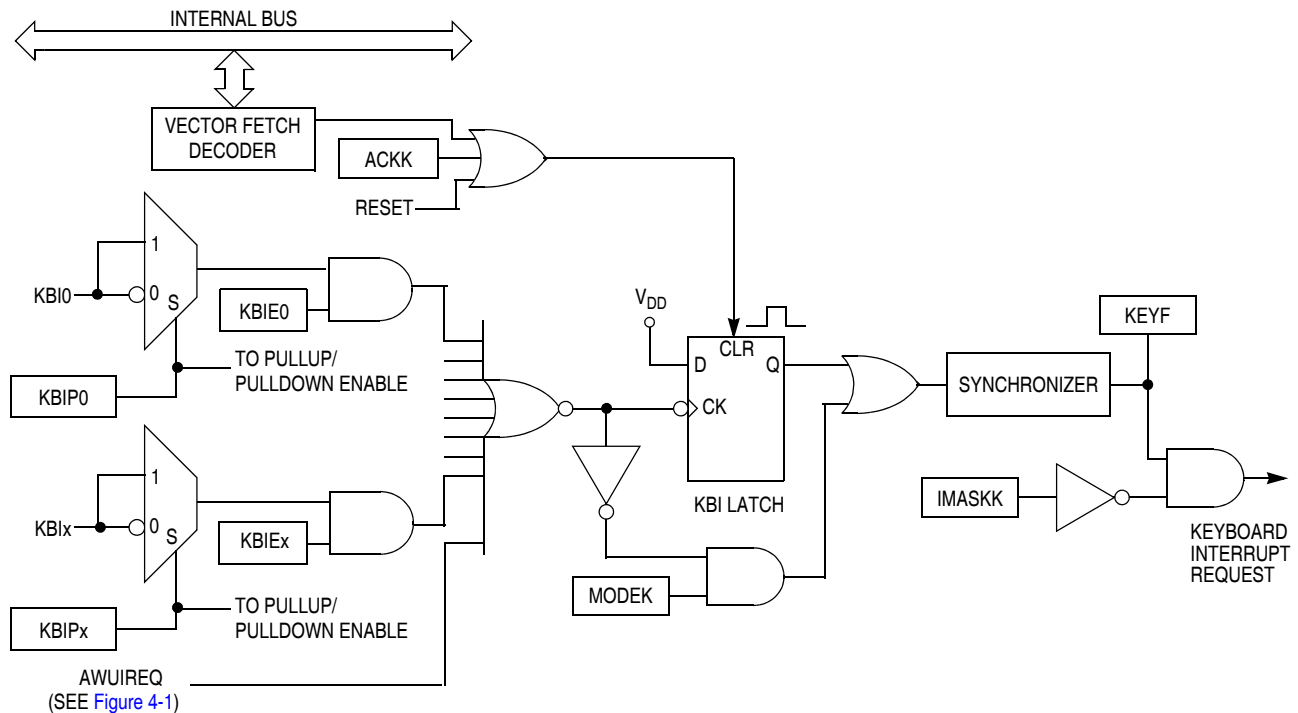 INTERNAL BUS
VECTOR FETCH
DECODER
ACKK
RESET
1
KBI0
0
S
KBIE0
TO PULLUP/
PULLDOWN ENABLE
KBIP0
VDD
CLR
D
Q
CK
KBI LATCH
KEYF
SYNCHRONIZER
1
KBIx
0
S
KBIEx
TO PULLUP/
PULLDOWN ENABLE
KBIPx
MODEK
IMASKK
KEYBOARD
INTERRUPT
REQUEST
AWUIREQ
(SEE Figure 4-1)